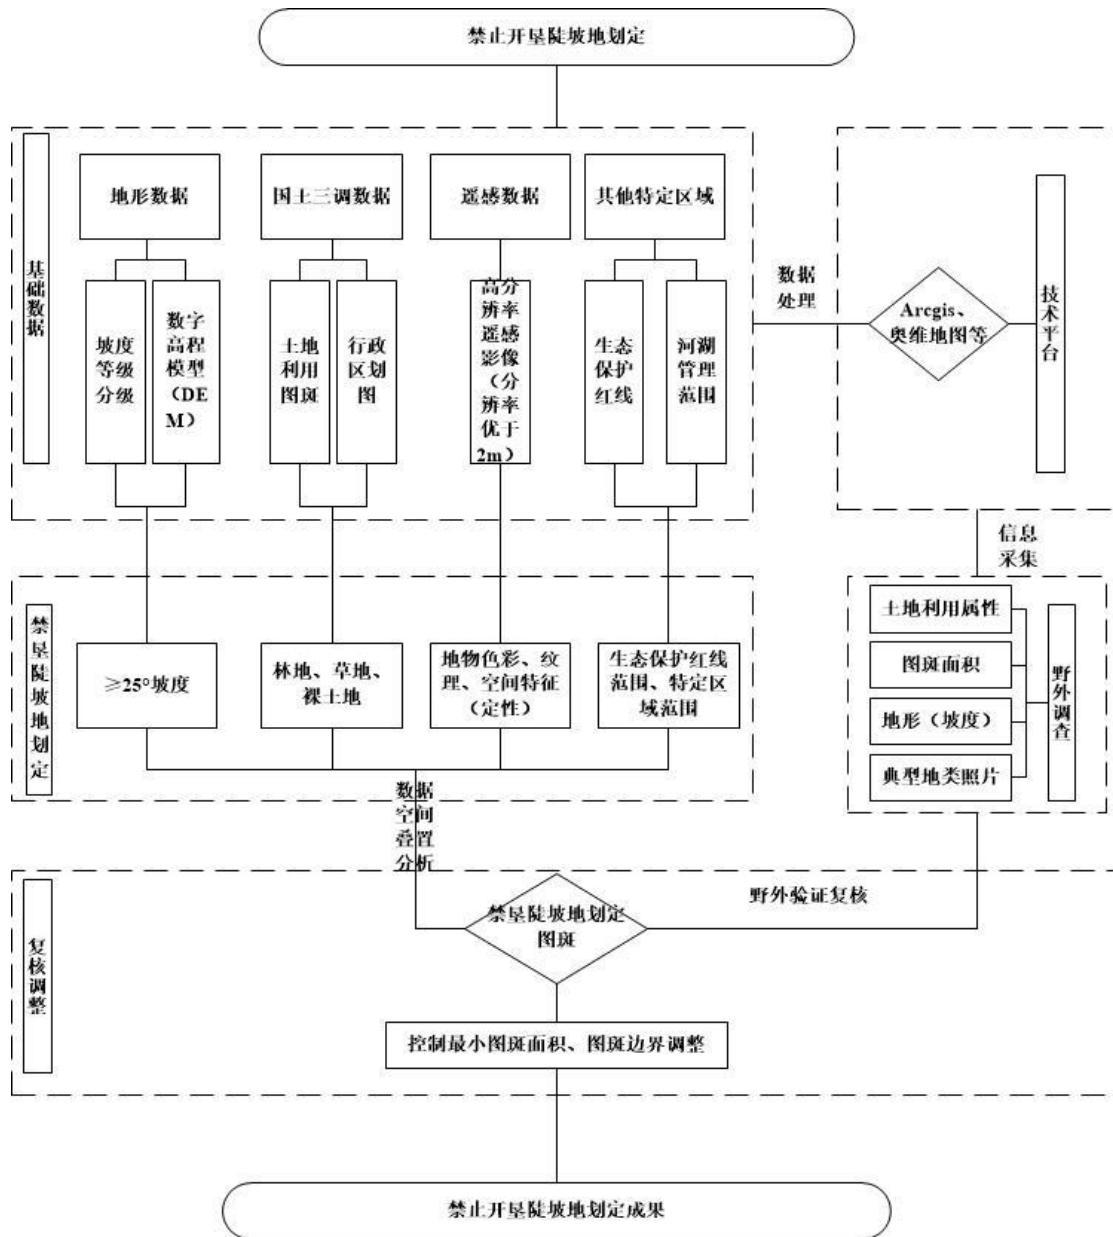 禁止开垦陡坡地划定
基础数据
地形数据
国土三调数据
遥感数据
其他特定区域
坡度
等级
分级
数字
高程
模型
（DE
M）
土地
利用
图斑
行政
区划
图
高分
辨率
遥感
影像
（分
辨率
优于
2m）
生态
保护
红线
河湖
管理
范围
数据
处理
Arcgis、
奥维地图等
技术平台
信息
采集
禁垦陡坡地划定
≥25°坡度
林地、草地、
裸土地
地物色彩、纹
理、空间特征
（定性）
生态保护红线
范围、特定区
域范围
土地利用属性
图斑面积
地形（坡度）
典型地类照片
野外调查
数据
空间
叠置
分析
复核调整
禁垦陡坡地划定
图斑
野外验证复核
控制最小图斑面积、图斑边界调整
禁止开垦陡坡地划定成果